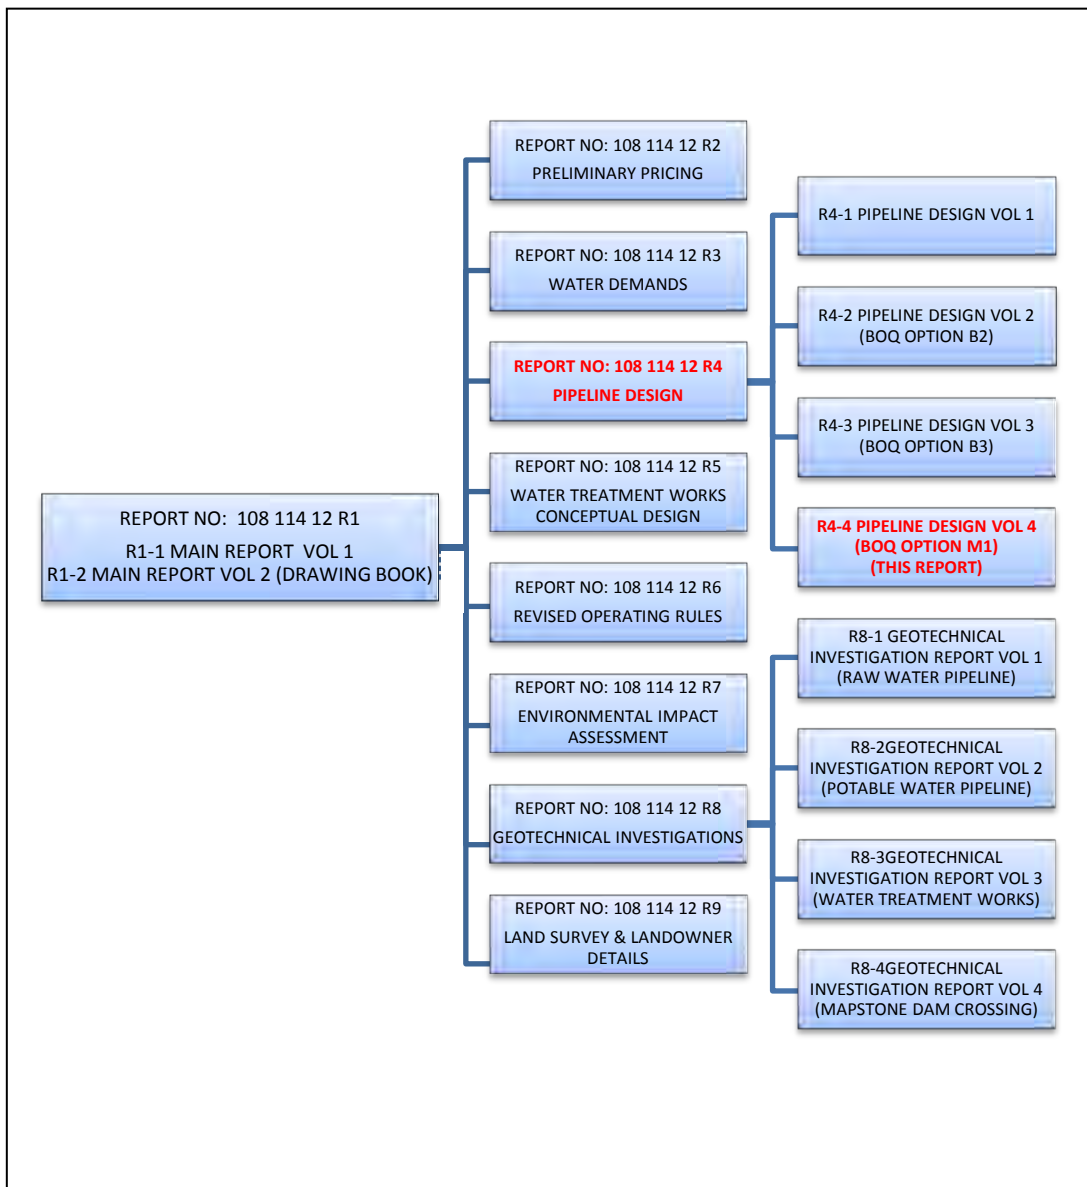 REPORT NO: 108 114 12 R1
R1-1 MAIN REPORT VOL 1
R1-2 MAIN REPORT VOL 2 (DRAWING BOOK)
REPORT NO: 108 114 12 R2
PRELIMINARY PRICING
REPORT NO: 108 114 12 R3
WATER DEMANDS
REPORT NO: 108 114 12 R4
PIPELINE DESIGN
REPORT NO: 108 114 12 R5
WATER TREATMENT WORKS
CONCEPTUAL DESIGN
REPORT NO: 108 114 12 R6
REVISED OPERATING RULES
REPORT NO: 108 114 12 R7
ENVIRONMENTAL IMPACT
ASSESSMENT
REPORT NO: 108 114 12 R8
GEOTECHNICAL INVESTIGATIONS
REPORT NO: 108 114 12 R9
LAND SURVEY & LANDOWNER
DETAILS
R4-1 PIPELINE DESIGN VOL 1
R4-2 PIPELINE DESIGN VOL 2
(BOQ OPTION B2)
R4-3 PIPELINE DESIGN VOL 3
(BOQ OPTION B3)
R4-4 PIPELINE DESIGN VOL 4
(BOQ OPTION M1)
(THIS REPORT)
R8-1 GEOTECHNICAL
INVESTIGATION REPORT VOL 1
(RAW WATER PIPELINE)
R8-2GEOTECHNICAL
INVESTIGATION REPORT VOL 2
(POTABLE WATER PIPELINE)
R8-3GEOTECHNICAL
INVESTIGATION REPORT VOL 3
(WATER TREATMENT WORKS)
R8-4GEOTECHNICAL
INVESTIGATION REPORT VOL 4
(MAPSTONE DAM CROSSING)